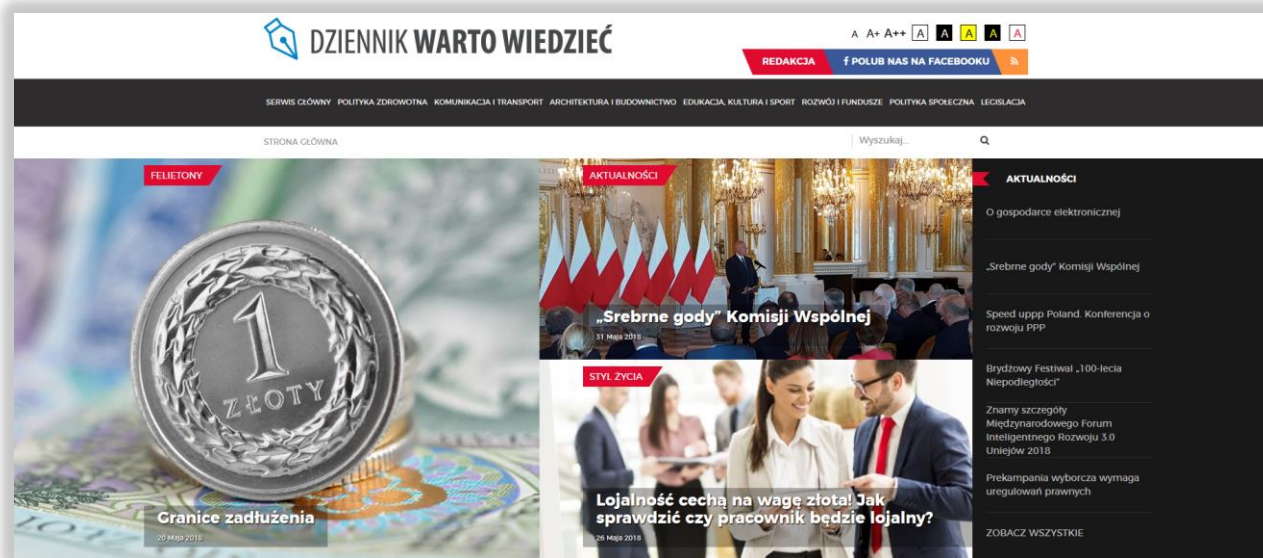 DZIENNIK WARTO WIEDZIEĆ
A A+ A++ A A A A A
REDAKCJA f POLUB NAS NA FACEBOOKU
SERWIS GŁÓWNY POLITYKA ZDROWOTNA KOMUNIKACJA I TRANSPORT ARCHITEKTURA I BUDOWNICTWO EDUKACJA, KULTURA I SPORT ROZWÓJ I FUNDUSZE POLITYKA SPOŁECZNA LEGISLACJA
STRONA GŁÓWNA
Wyszukaj...
FELIETONY
1
ZŁOTY
Granice zadłużenia
20 Maja 2018
AKTUALNOŚCI
„Srebrne gody” Komisji Wspólnej
31 Maja 2018
STYL ŻYCIA
Lojalność cechą na wagę złota! Jak
sprawdzić czy pracownik będzie lojalny?
26 Maja 2018
AKTUALNOŚCI
O gospodarce elektronicznej
„Srebrne gody” Komisji Wspólnej
Speed uppp Poland. Konferencja o
rozwoju PPP
Brydżowy Festiwal „100-lecia
Niepodległości”
Znamy szczegóły
Międzynarodowego Forum
Inteligentnego Rozwoju 3.0
Uniejów 2018
Prekampania wyborcza wymaga
uregulowań prawnych
ZOBACZ WSZYSTKIE